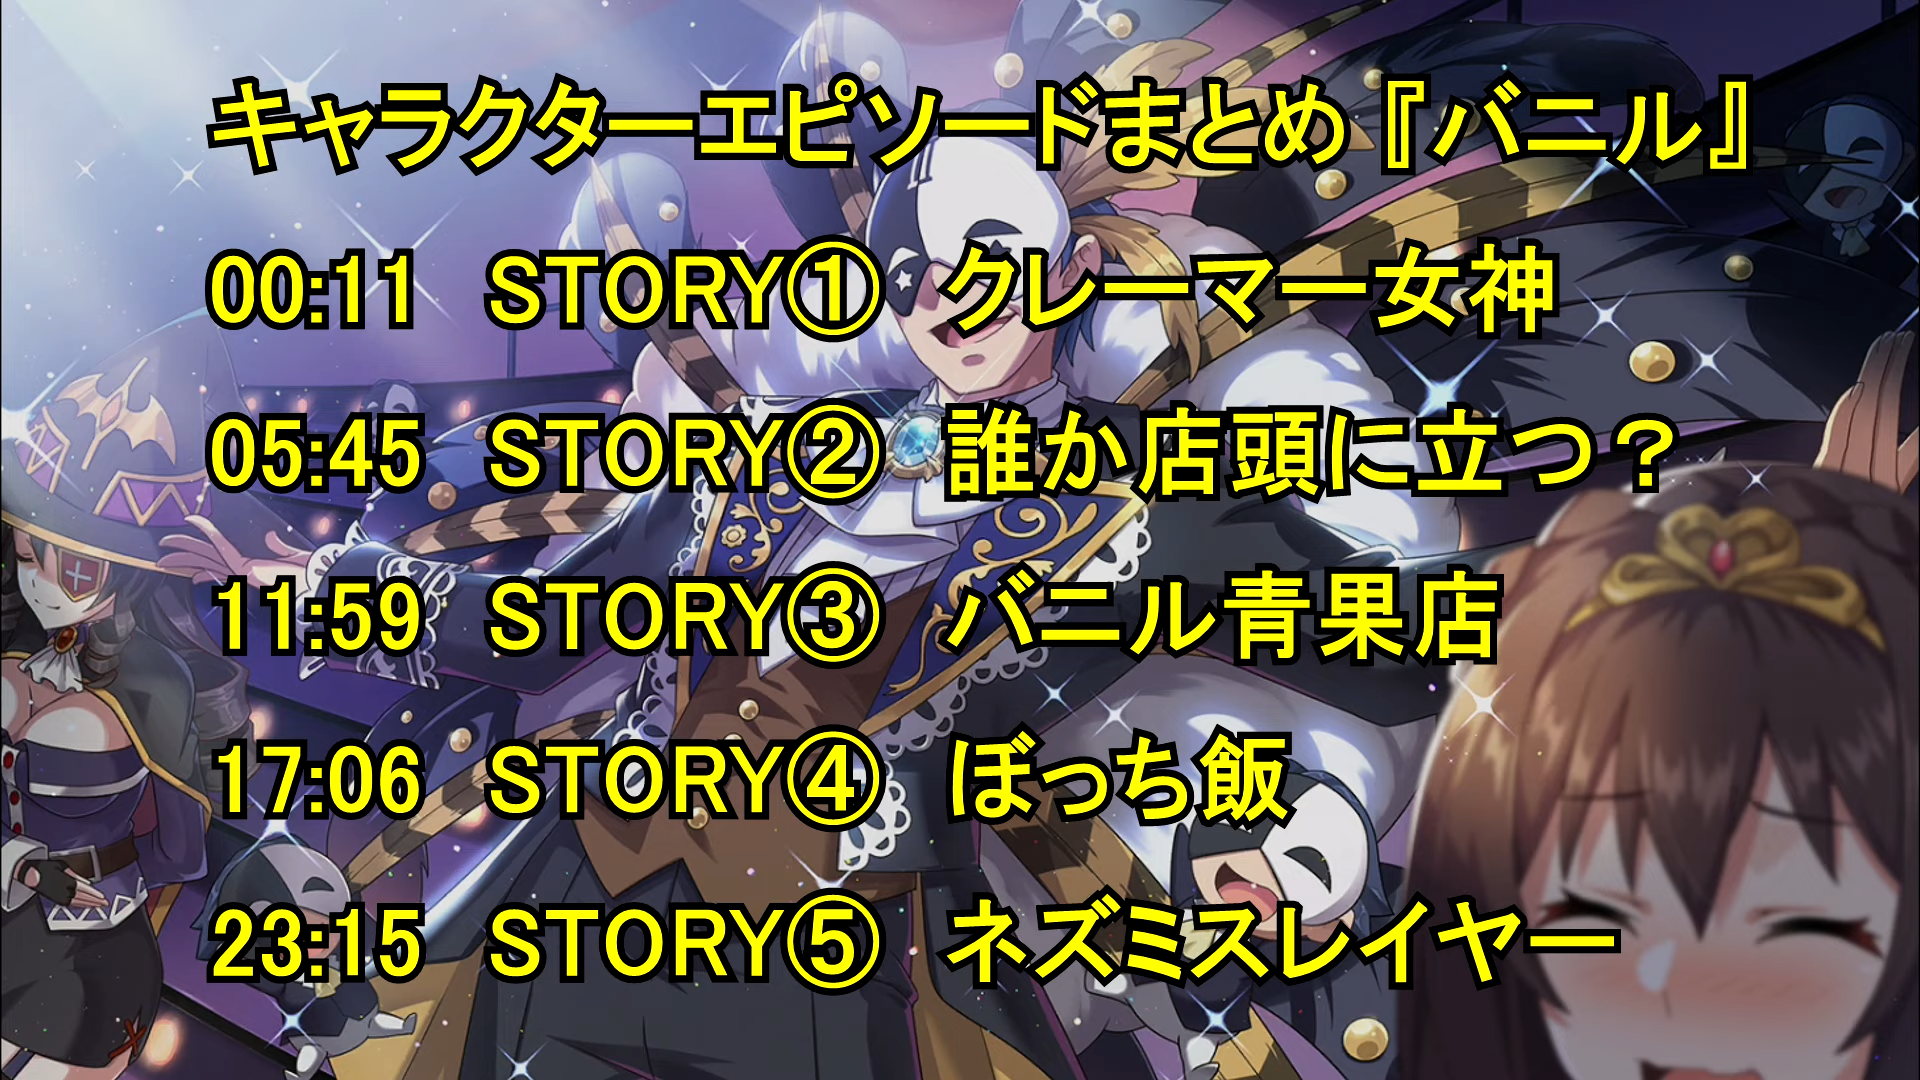 キャラクターエピソードまとめ『バニル』
00:11　STORY①　クレーマー女神
05:45　STORY②　誰か店頭に立つ？
11:59　STORY③　バニル青果店
17:06　STORY④　ぼっち飯
23:15　STORY⑤　ネズミスレイヤー